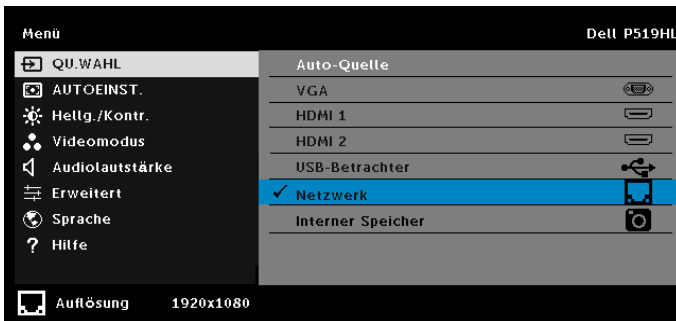 Menü
Dell P519HL
QU.WAHL
AUTOEINST.
Hellg./Kontr.
Videomodus
Audiolautstärke
Erweitert
Sprache
? Hilfe
Auto-Quelle
VGA
HDMI 1
HDMI 2
USB-Betrachter
Netzwerk
Interner Speicher
Auflösung 1920x1080